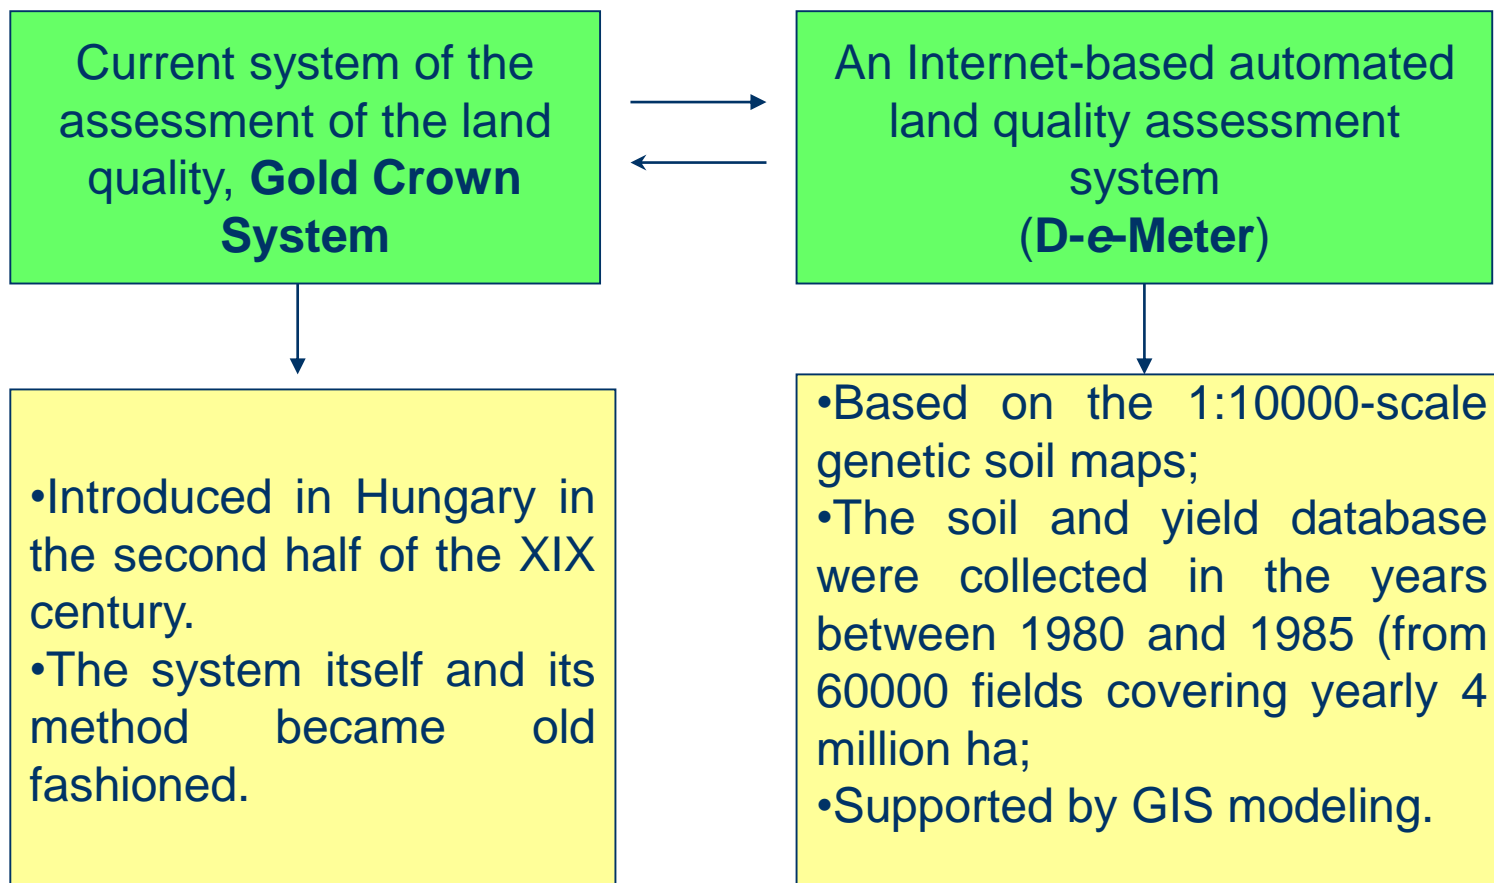 Current system of the
assessment of the land
quality, Gold Crown
System
An Internet-based automated
land quality assessment
system
(D-e-Meter)
•Introduced in Hungary in
the second half of the XIX
century.
•The system itself and its
method became old
fashioned.
•Based on the 1:10000-scale
genetic soil maps;
•The soil and yield database
were collected in the years
between 1980 and 1985 (from
60000 fields covering yearly 4
million ha;
•Supported by GIS modeling.